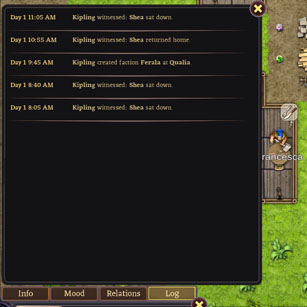 Day 1 11:05 AM Kipling witnessed: Shea sat down.
Day 1 10:55 AM Kipling witnessed: Shea returned home.
Day 1 9:45 AM Kipling created faction Ferala at Qualia.
Day 1 8:40 AM Kipling witnessed: Shea sat down.
Day 1 8:05 AM Kipling witnessed: Shea sat down.
rancesca
Info Mood Relations Log